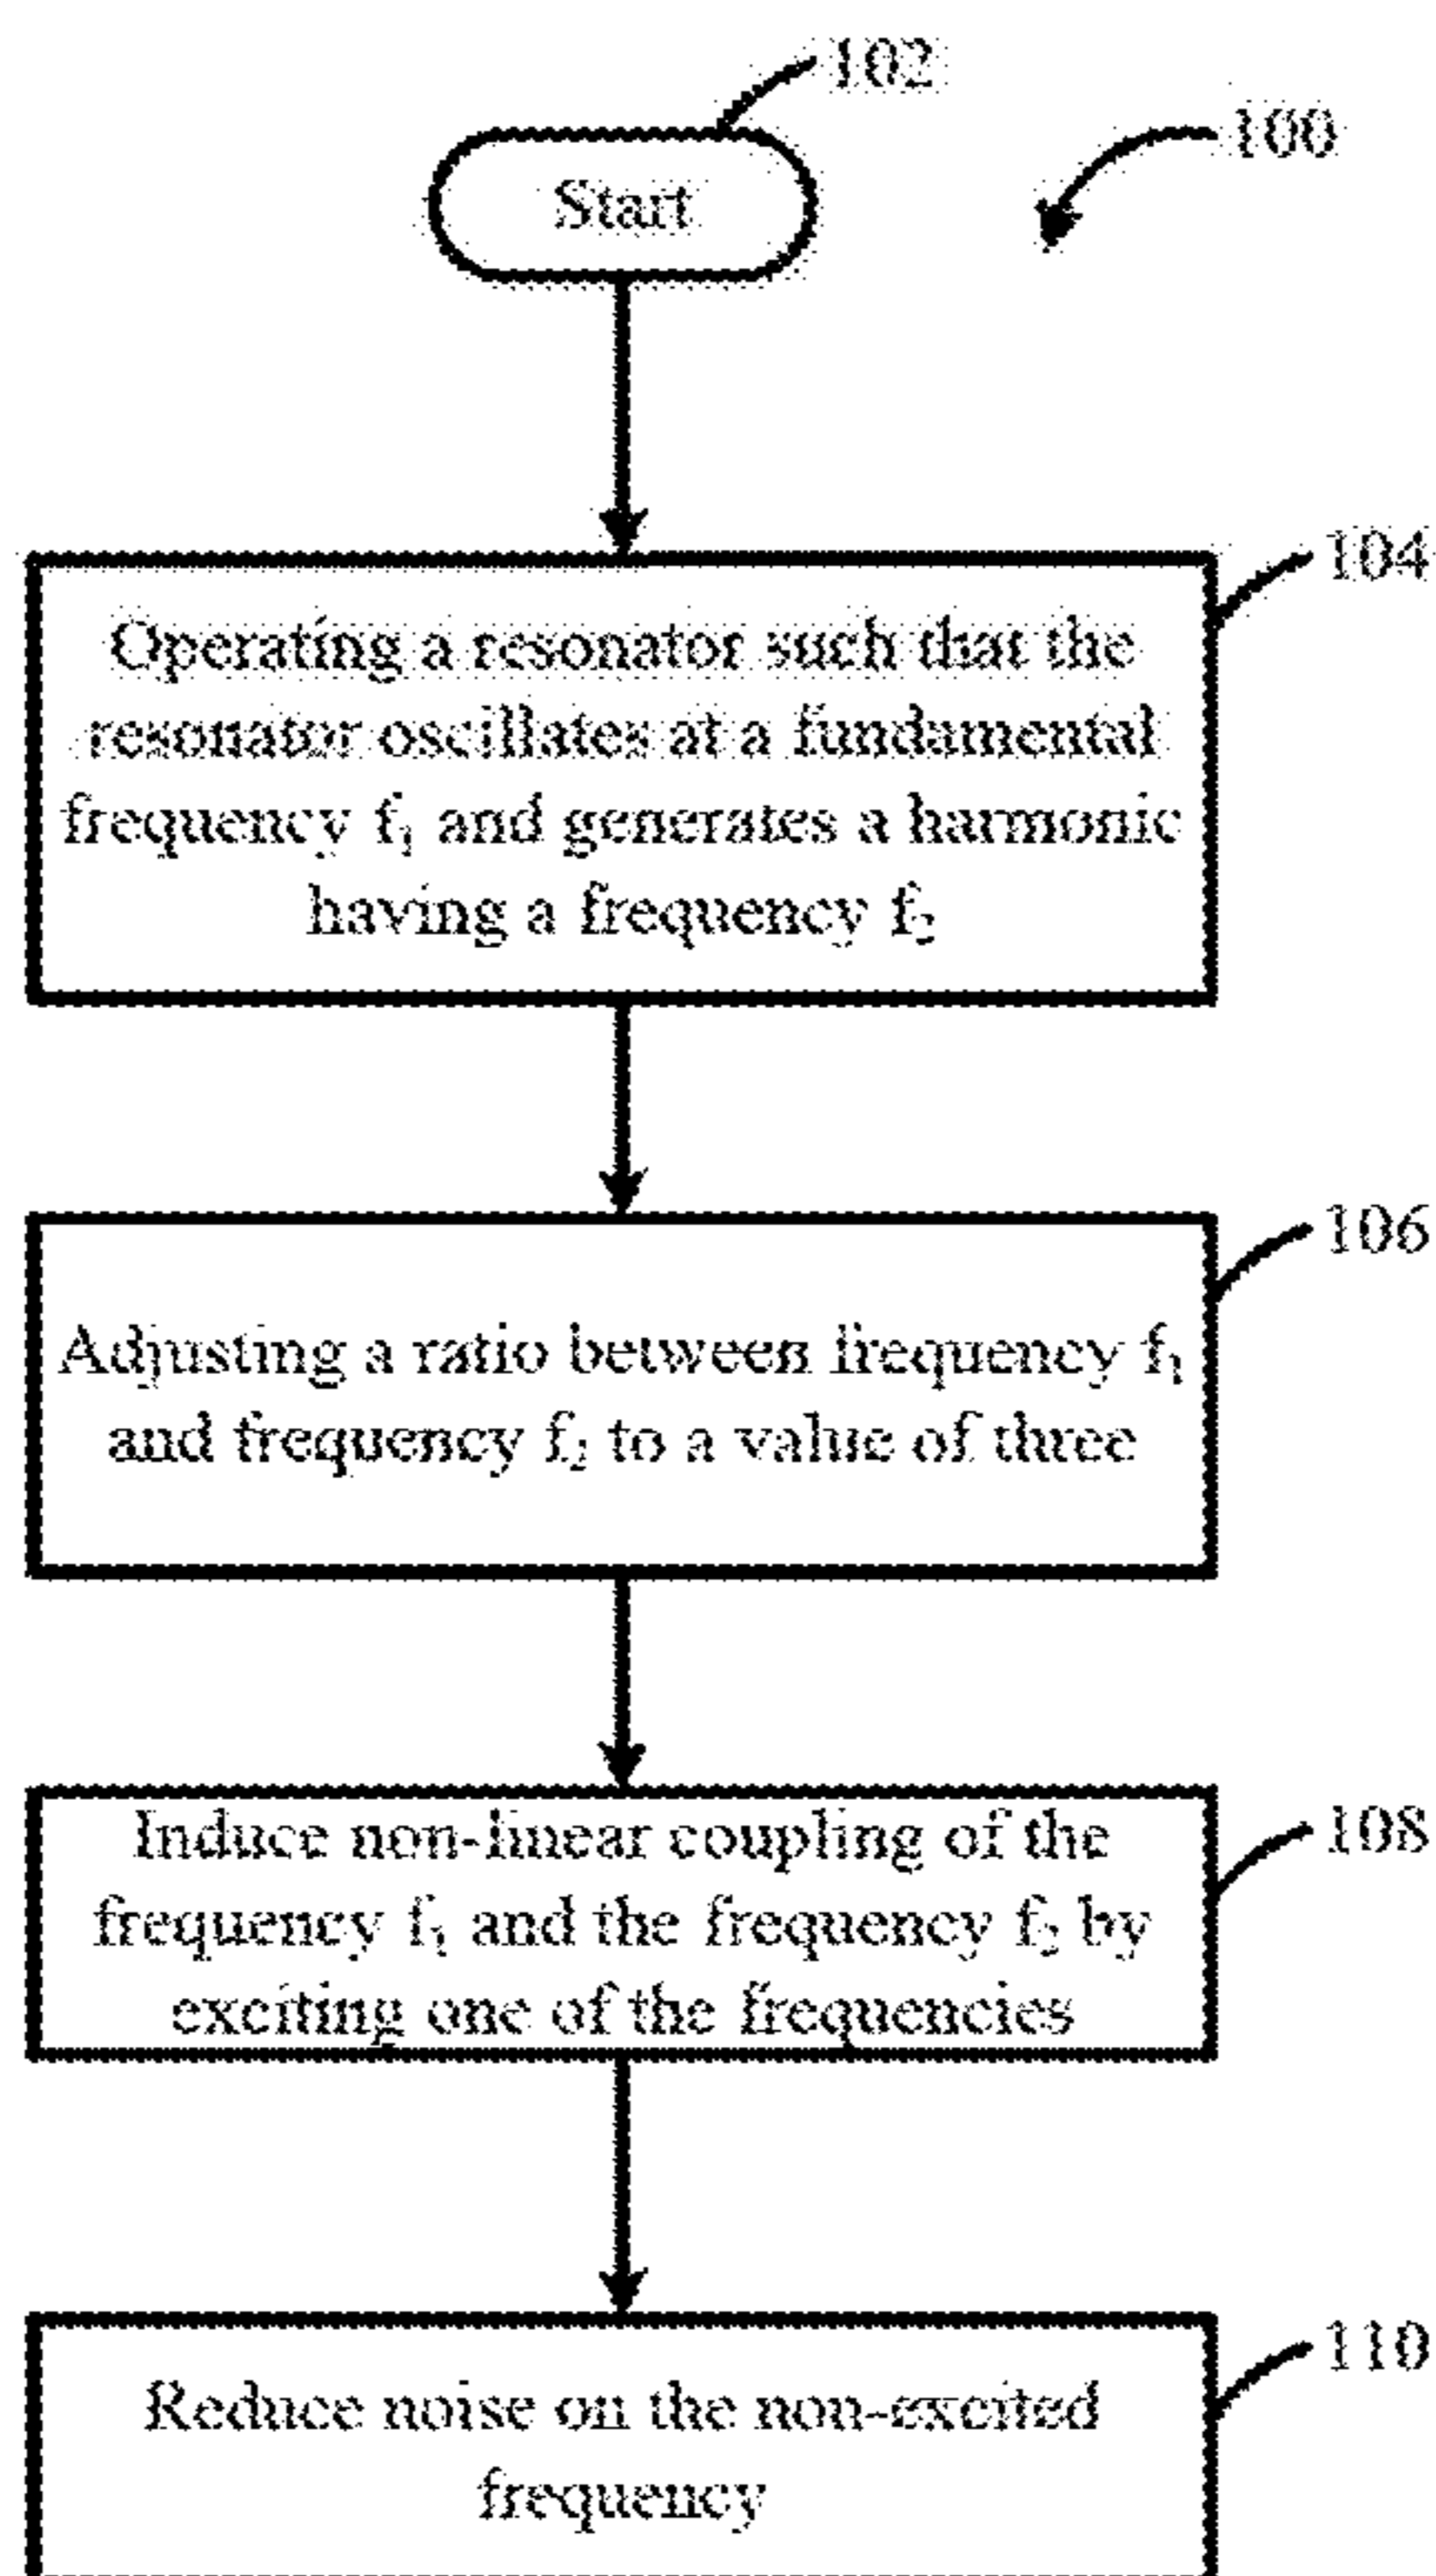 102
100
Start
104
Operating a resonator such that the
resonator oscillates at a fundamental
frequency f₁ and generates a harmonic
having a frequency f₂
106
Adjusting a ratio between frequency f₁
and frequency f₂ to a value of three
108
Induce non-linear coupling of the
frequency f₁ and the frequency f₂ by
exciting one of the frequencies
110
Reduce noise on the non-excited
frequency